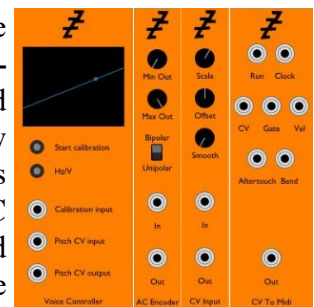 Start calibration
Hz/V
Calibration input
Pitch CV input
Pitch CV output
Voice Controller
Min Out
Max Out
Bipolar
Unipolar
In
Out
AC Encoder
Scale
Offset
Smooth
In
Out
CV Input
Run Clock
CV Gate Vel
Aftertouch Bend
Out
CV To Midi